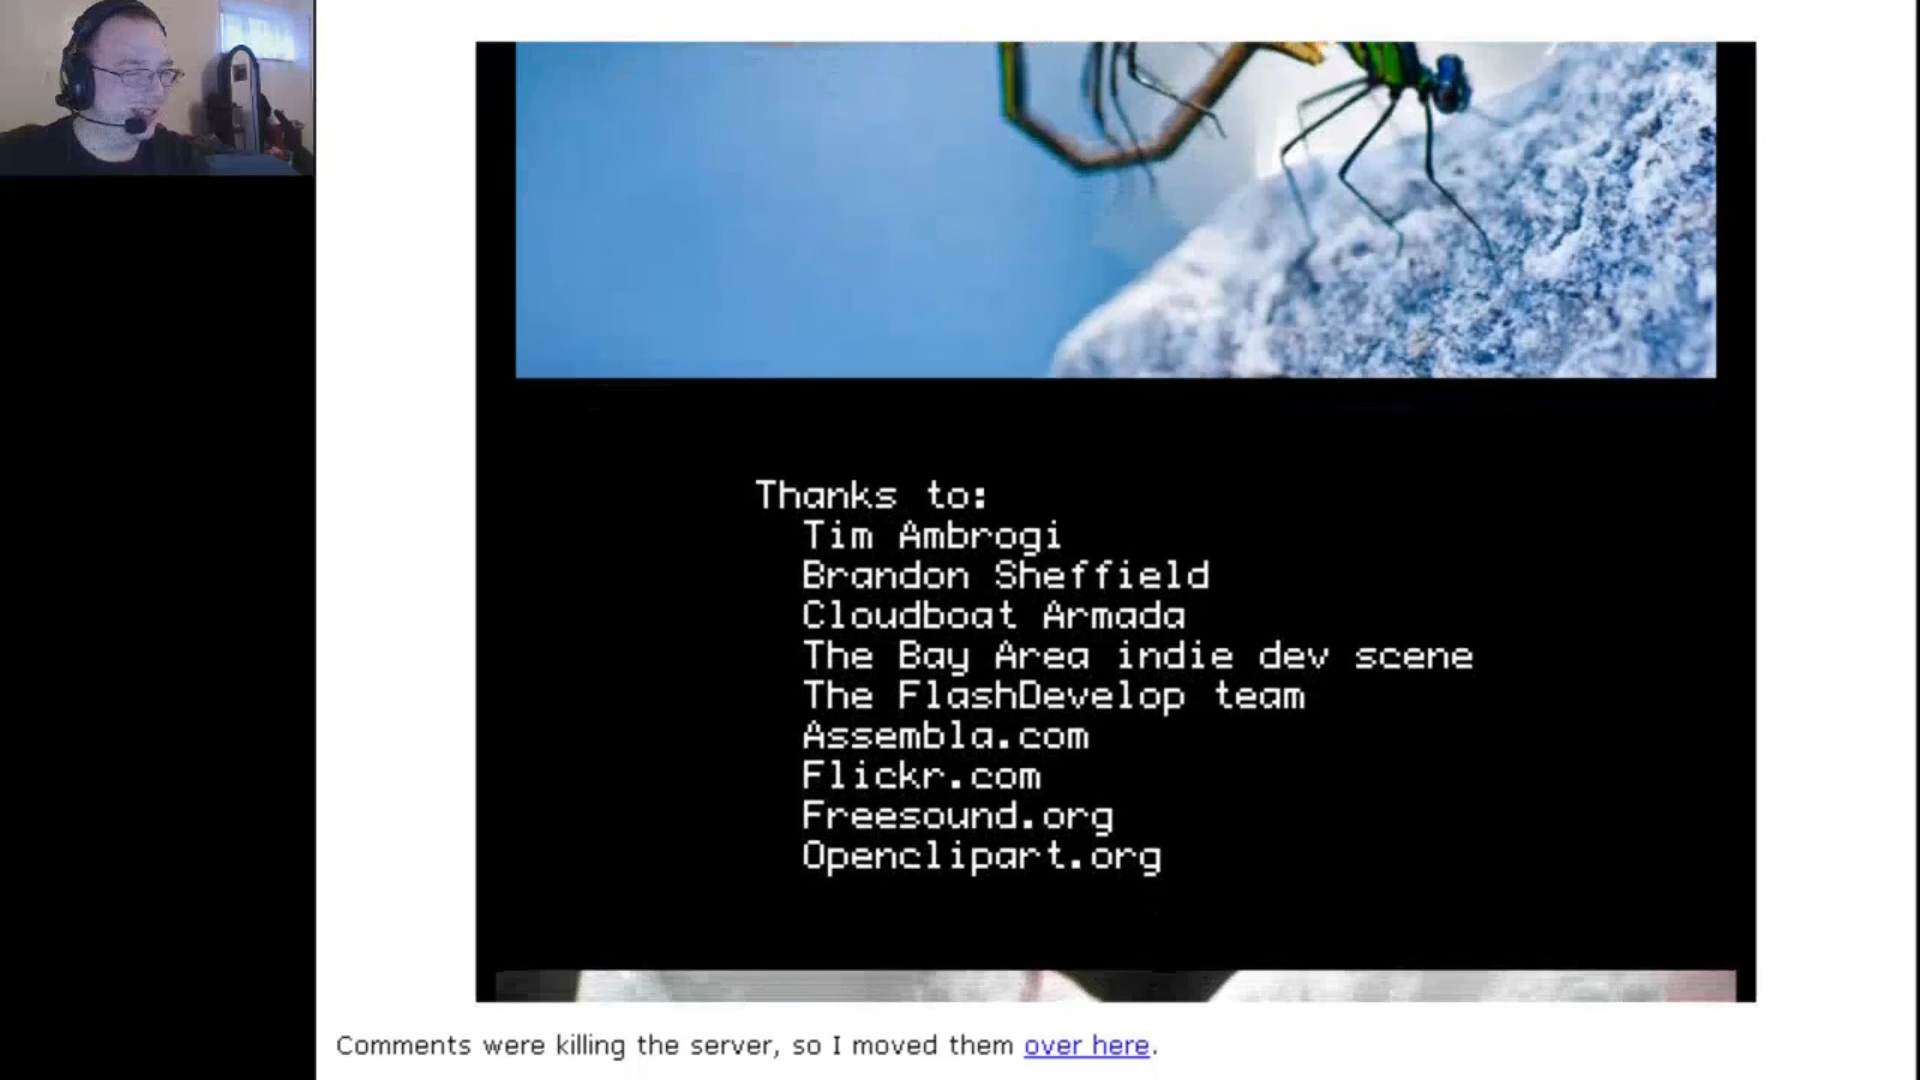 Thanks to:
Tim Ambrogi
Brandon Sheffield
Cloudboat Armada
The Bay Area indie dev scene
The FlashDevelop team
Assembla.com
Flickr.com
Freesound.org
Openclipart.org
Comments were killing the server, so I moved them over here.